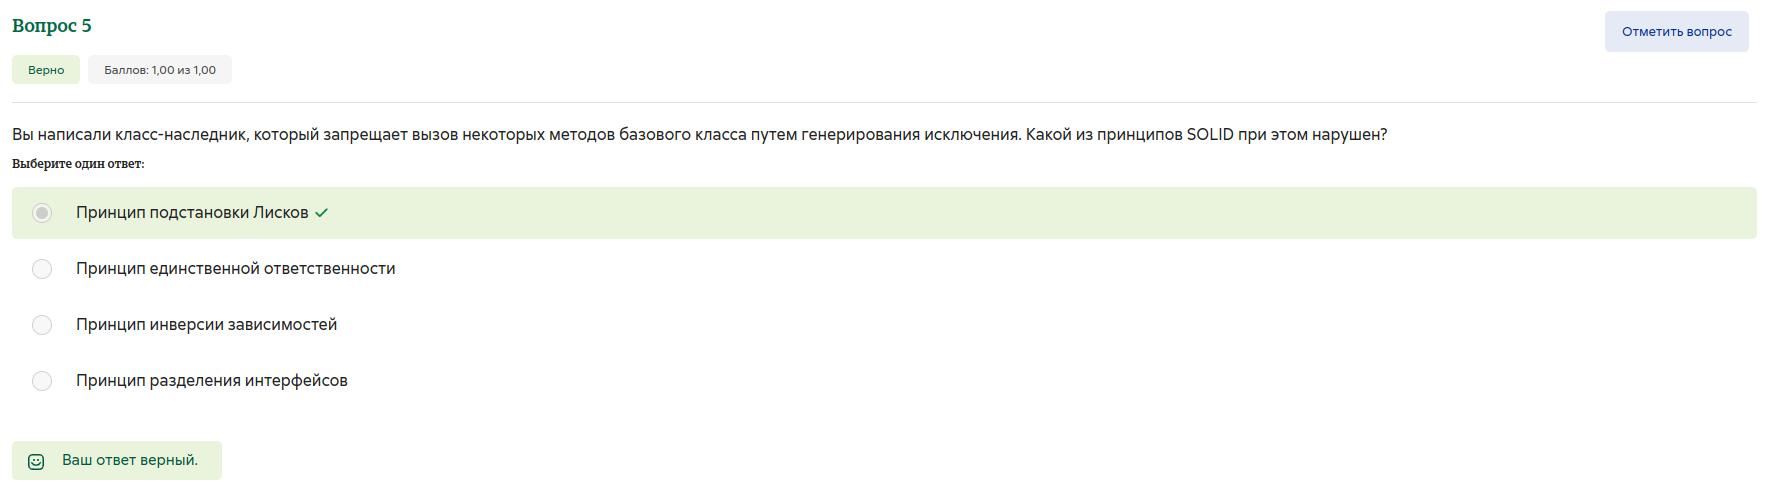 Вопрос 5
Отметить вопрос
Верно
Баллов: 1,00 из 1,00
Вы написали класс-наследник, который запрещает вызов некоторых методов базового класса путем генерирования исключения. Какой из принципов SOLID при этом нарушен?
Выберите один ответ:
Принцип подстановки Лисков
Принцип единственной ответственности
Принцип инверсии зависимостей
Принцип разделения интерфейсов
Ваш ответ верный.